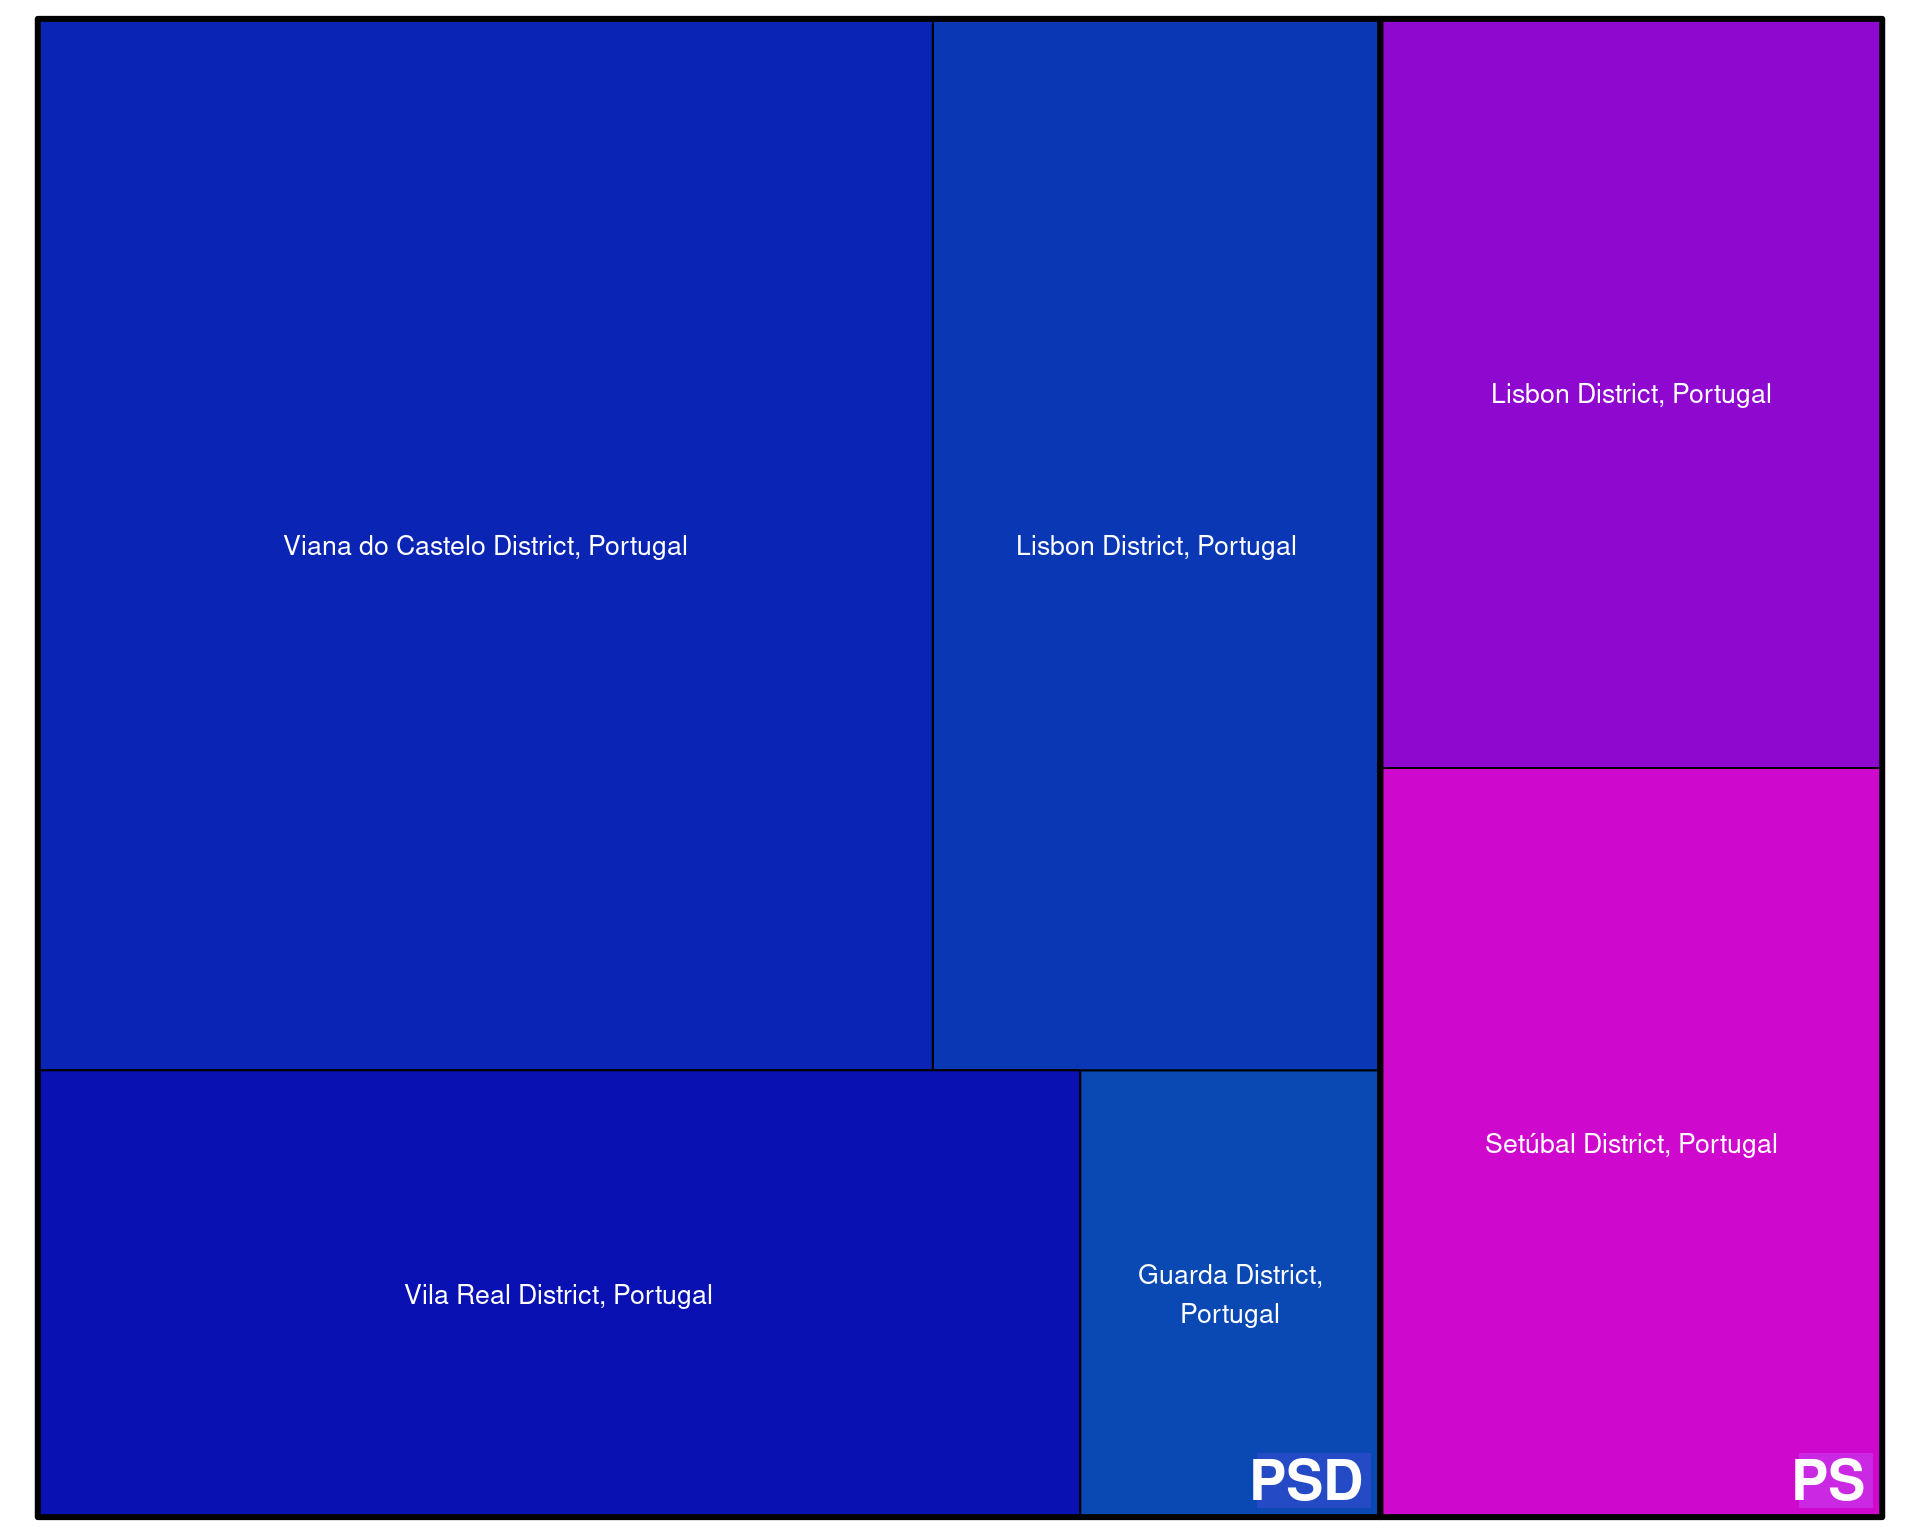 Viana do Castelo District, Portugal
Lisbon District, Portugal
Lisbon District, Portugal
Vila Real District, Portugal
Guarda District,
Portugal
Setúbal District, Portugal
PSD
PS